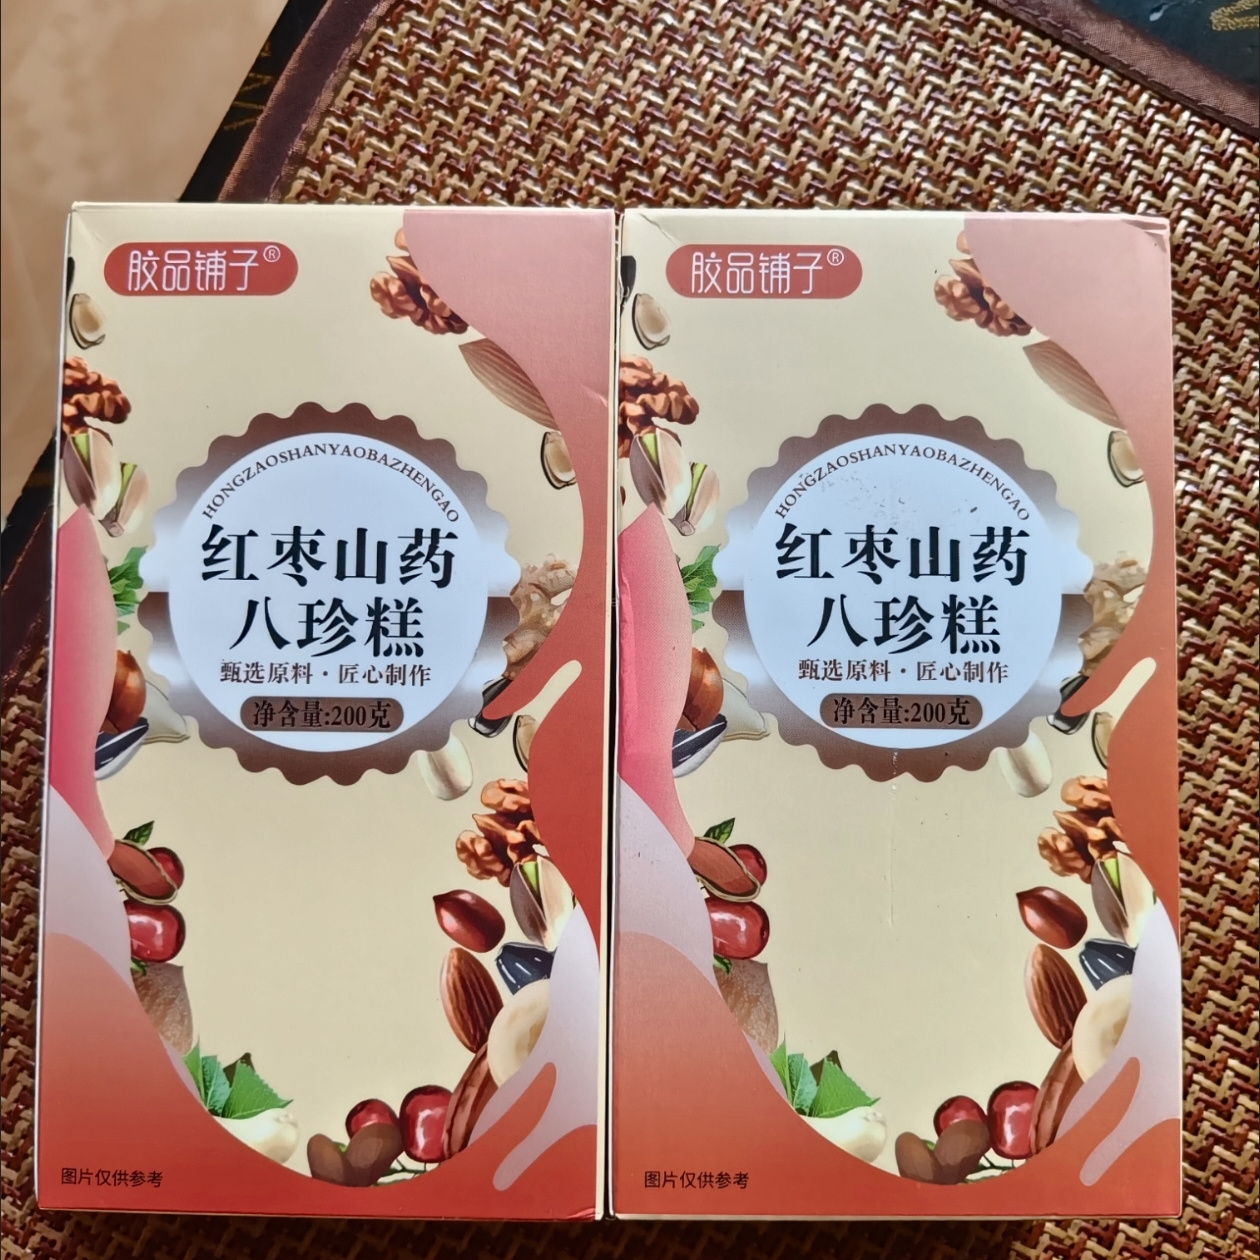 胶品铺子®
HONGZAOSHANYAOBAZHENGAO
红枣山药
八珍糕
甄选原料·匠心制作
净含量:200克
图片仅供参考
胶品铺子®
HONGZAOSHANYAOBAZHENGAO
红枣山药
八珍糕
甄选原料·匠心制作
净含量:200克
图片仅供参考